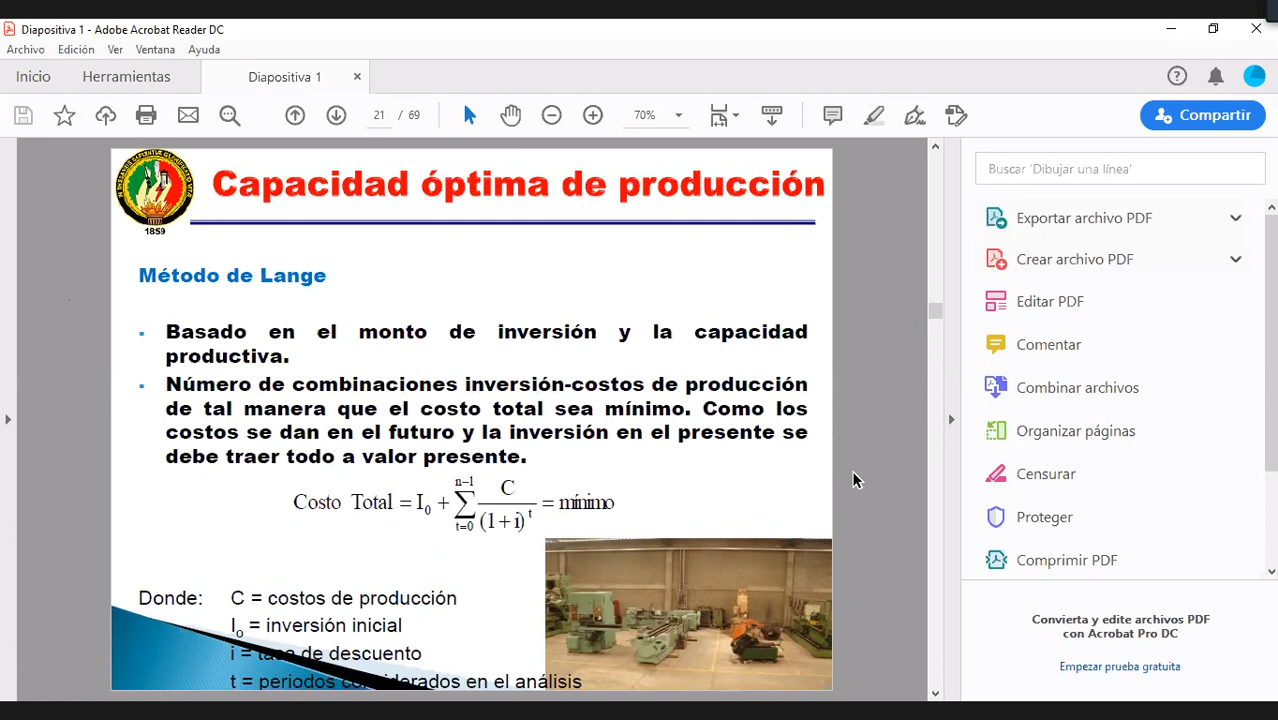 Diapositiva 1 - Adobe Acrobat Reader DC
Archivo Edición Ver Ventana Ayuda
Inicio Herramientas Diapositiva 1
21 / 69 70% Compartir
Capacidad óptima de producción
1859
Método de Lange
▪ Basado en el monto de inversión y la capacidad
productiva.
▪ Número de combinaciones inversión-costos de producción
de tal manera que el costo total sea mínimo. Como los
costos se dan en el futuro y la inversión en el presente se
debe traer todo a valor presente.
Costo Total = I₀ + ∑_{t=0}^{n-1} C / (1 + i)^t = mínimo
Donde: C = costos de producción
Iₒ = inversión inicial
i = tasa de descuento
t = periodos considerados en el análisis
Buscar 'Dibujar una línea'
Exportar archivo PDF
Crear archivo PDF
Editar PDF
Comentar
Combinar archivos
Organizar páginas
Censurar
Proteger
Comprimir PDF
Convierta y edite archivos PDF
con Acrobat Pro DC
Empezar prueba gratuita